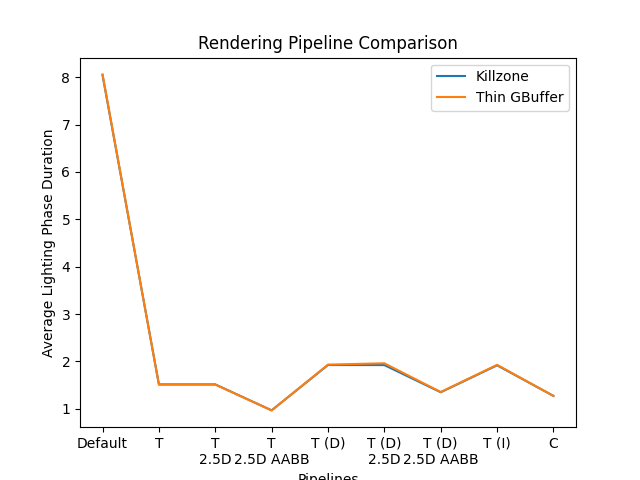 Rendering Pipeline Comparison
Killzone
Thin GBuffer
Average Lighting Phase Duration
8
7
6
5
4
3
2
1
Default T T T T (D) T (D) T (D) T (I) C
2.5D 2.5D AABB 2.5D 2.5D AABB
Pipelines